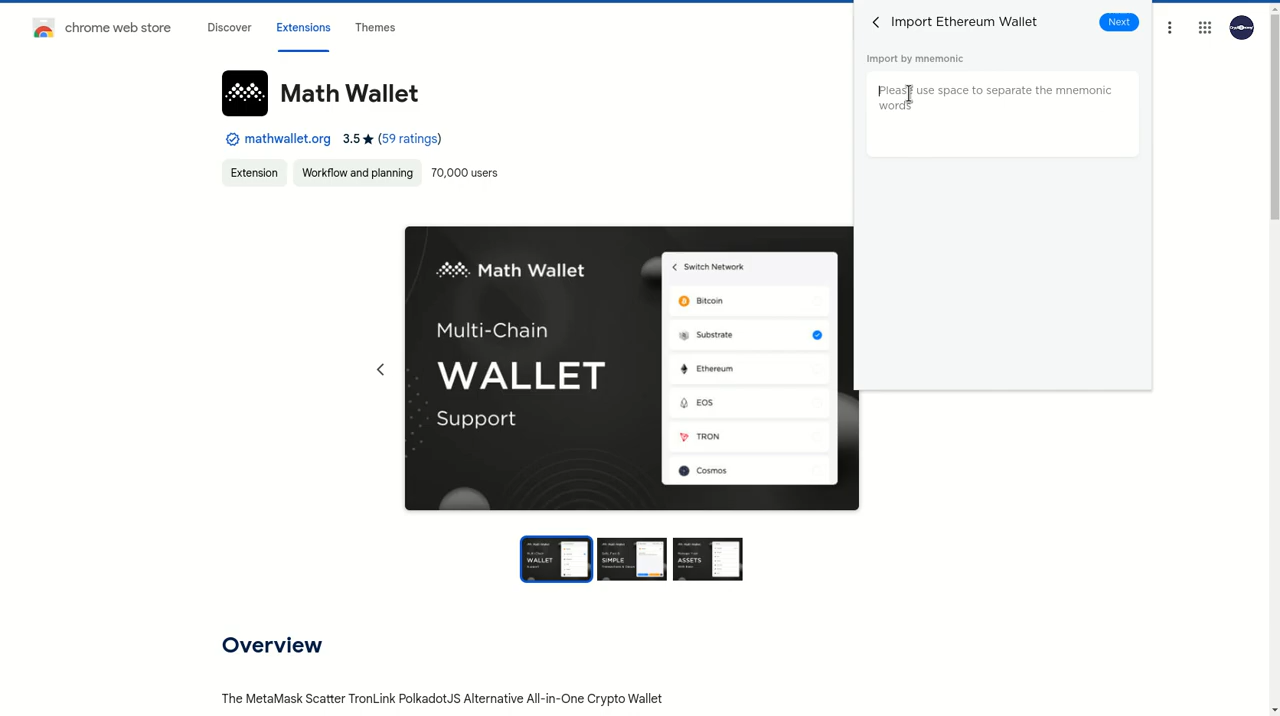 chrome web store
Discover
Extensions
Themes
Import Ethereum Wallet
Next
Import by mnemonic
Please use space to separate the mnemonic
words
Math Wallet
mathwallet.org 3.5 ★ (59 ratings)
Extension
Workflow and planning
70,000 users
Math Wallet
Multi-Chain
WALLET
Support
Switch Network
Bitcoin
Substrate
Ethereum
EOS
TRON
Cosmos
WALLET
SIMPLE
ASSETS
Overview
The MetaMask Scatter TronLink PolkadotJS Alternative All-in-One Crypto Wallet